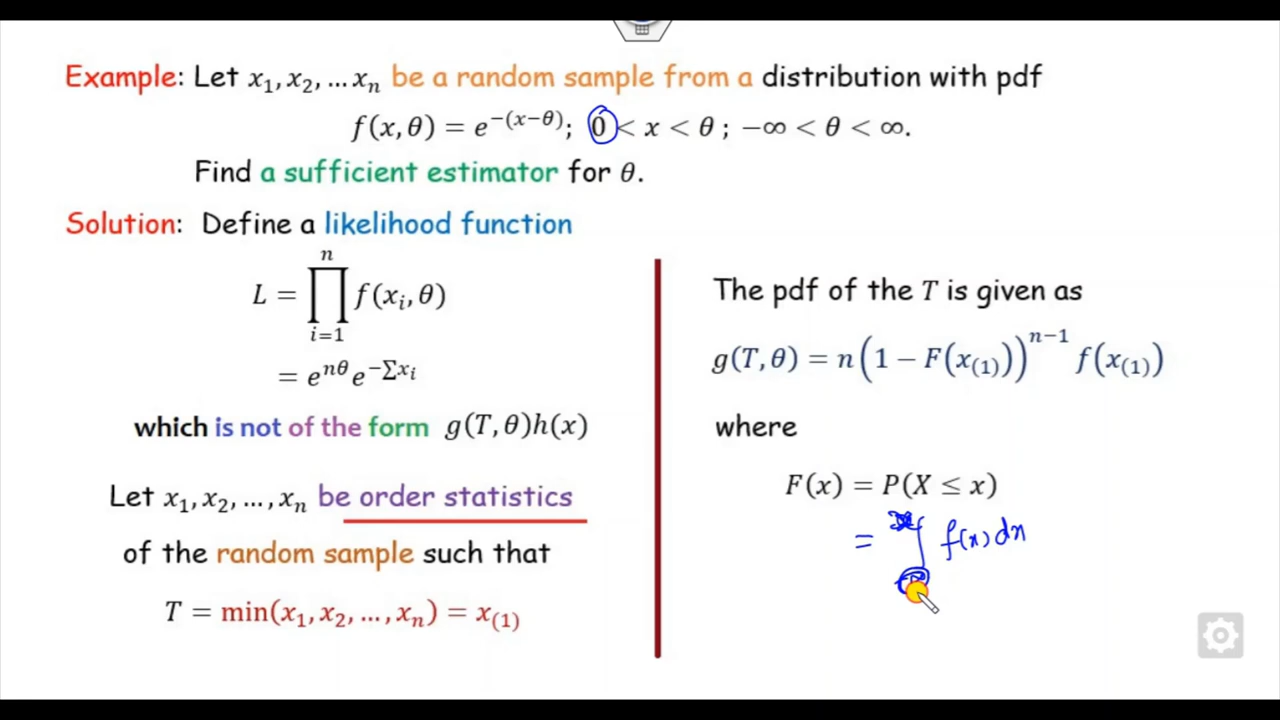 Example: Let x₁, x₂, … xₙ be a random sample from a distribution with pdf
f(x, θ) = e^{−(x−θ)}; 0 < x < θ ; −∞ < θ < ∞.
Find a sufficient estimator for θ.
Solution: Define a likelihood function
L = ∏_{i=1}^{n} f(xᵢ, θ)
= e^{nθ} e^{−∑xᵢ}
which is not of the form g(T, θ)h(x)
Let x₁, x₂, …, xₙ be order statistics
of the random sample such that
T = min(x₁, x₂, …, xₙ) = x₍₁₎
The pdf of the T is given as
g(T, θ) = n(1 − F(x₍₁₎))^{n−1} f(x₍₁₎)
where
F(x) = P(X ≤ x)
= ∫ f(x) dx